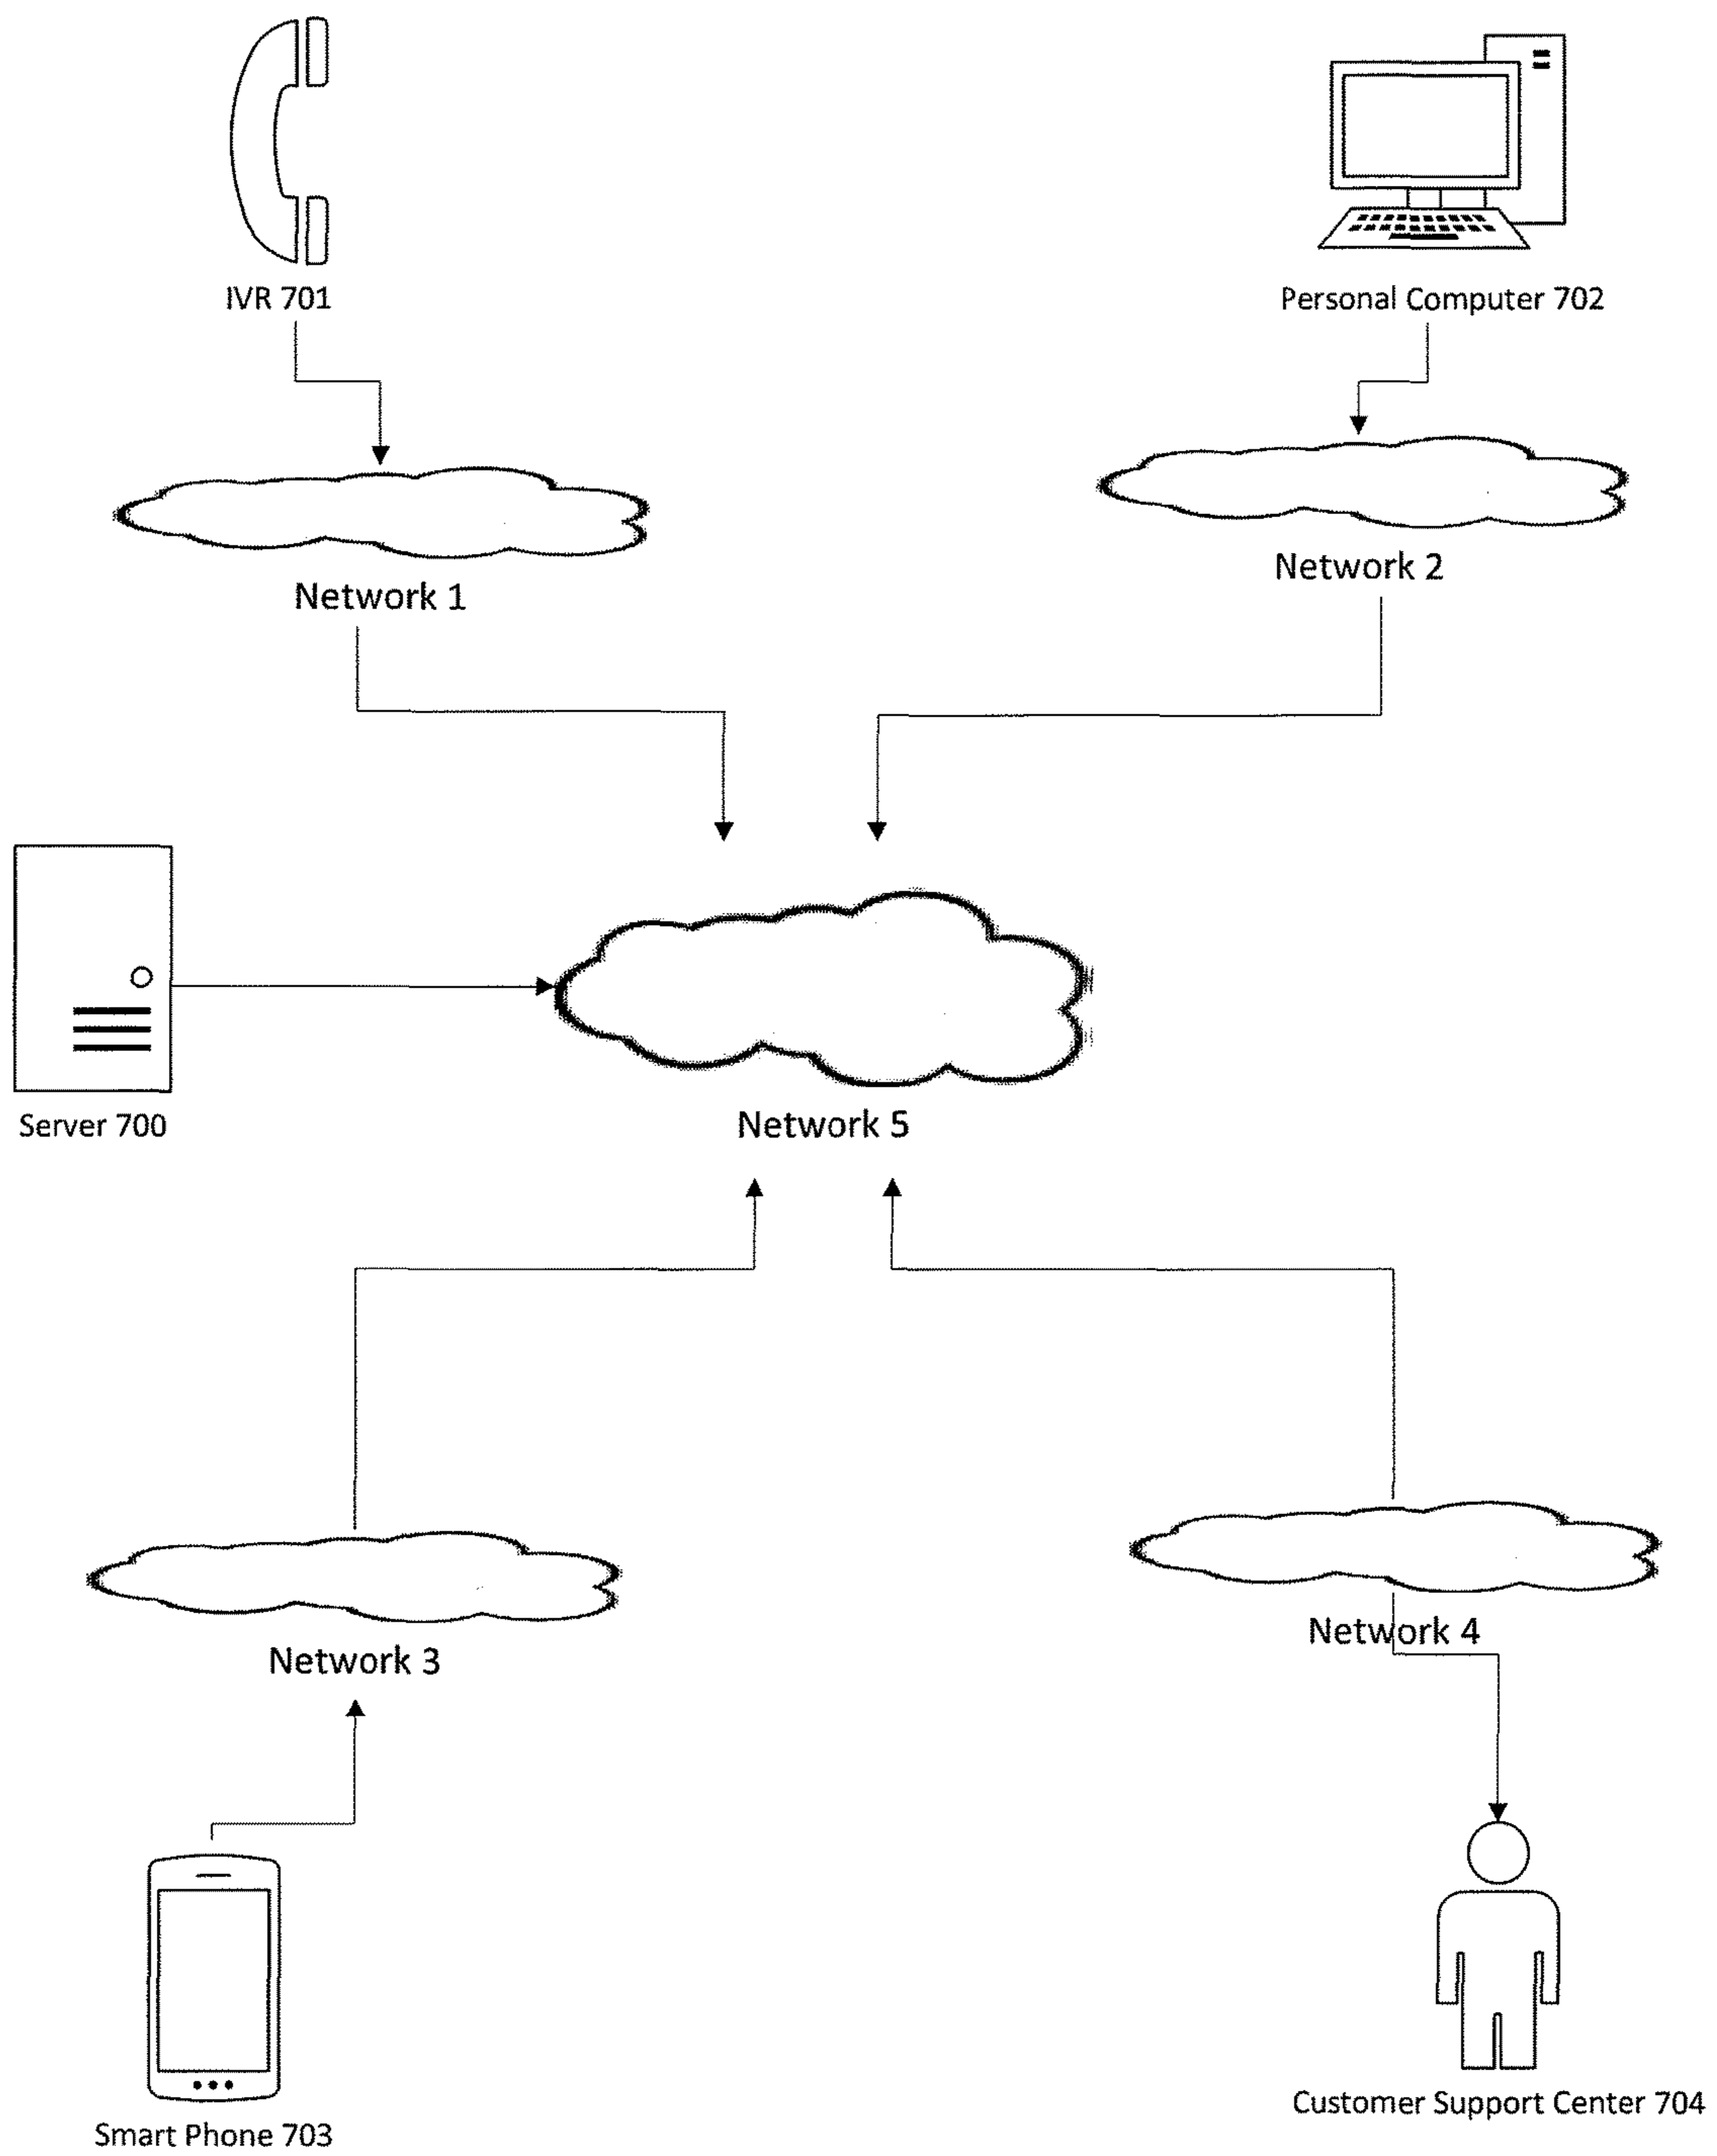 IVR 701
Personal Computer 702
Network 1
Network 2
Server 700
Network 5
Network 3
Network 4
Smart Phone 703
Customer Support Center 704